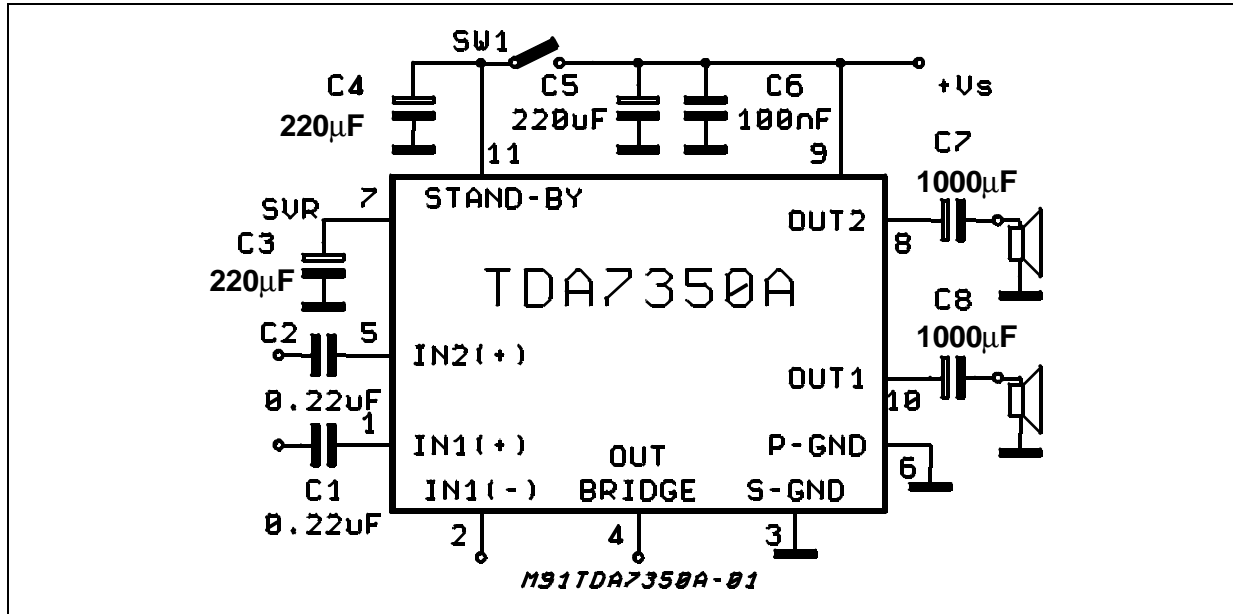 SW1
C4
220µF
C5
220uF
C6
100nF
+Vs
11
9
C7
1000µF
7
STAND-BY
SVR
OUT2
8
C3
220µF
TDA7350A
C8
1000µF
C2
5
IN2(+)
0.22uF
OUT1
10
1
IN1(+)
P-GND
6
C1
0.22uF
IN1(-)
OUT
BRIDGE
S-GND
2
4
3
M91TDA7350A-01